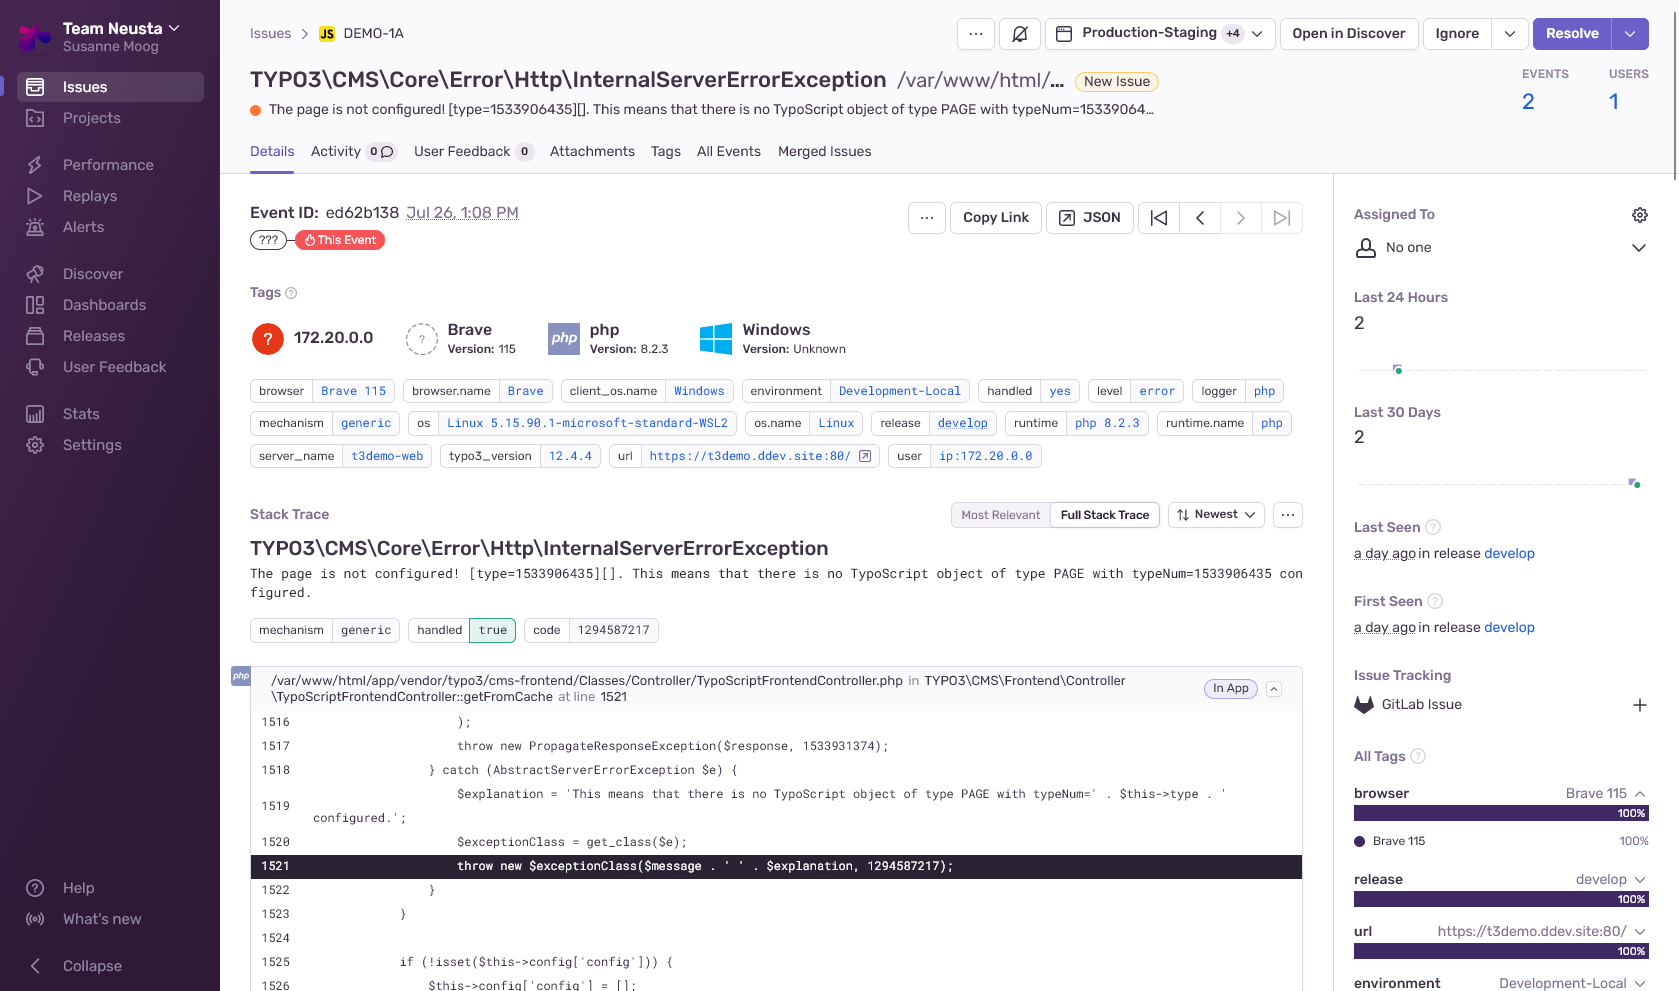 Team Neusta
Susanne Moog
Issues
Projects
Performance
Replays
Alerts
Discover
Dashboards
Releases
User Feedback
Stats
Settings
Help
What's new
Collapse
Issues > JS DEMO-1A
... Production-Staging +4 Open in Discover Ignore Resolve
TYPO3\CMS\Core\Error\Http\InternalServerErrorException /var/www/html/… New Issue
The page is not configured! [type=1533906435][]. This means that there is no TypoScript object of type PAGE with typeNum=15339064…
EVENTS USERS
2 1
Details Activity 0 User Feedback 0 Attachments Tags All Events Merged Issues
Event ID: ed62b138 Jul 26, 1:08 PM
??? This Event
... Copy Link JSON
Tags ?
? 172.20.0.0
? Brave
Version: 115
php php
Version: 8.2.3
Windows
Version: Unknown
browser Brave 115 browser.name Brave client_os.name Windows environment Development-Local handled yes level error logger php
mechanism generic os Linux 5.15.90.1-microsoft-standard-WSL2 os.name Linux release develop runtime php 8.2.3 runtime.name php
server_name t3demo-web typo3_version 12.4.4 url https://t3demo.ddev.site:80/ user ip:172.20.0.0
Stack Trace
Most Relevant Full Stack Trace Newest ...
TYPO3\CMS\Core\Error\Http\InternalServerErrorException
The page is not configured! [type=1533906435][]. This means that there is no TypoScript object of type PAGE with typeNum=1533906435 con
figured.
mechanism generic handled true code 1294587217
php
/var/www/html/app/vendor/typo3/cms-frontend/Classes/Controller/TypoScriptFrontendController.php in TYPO3\CMS\Frontend\Controller
\TypoScriptFrontendController::getFromCache at line 1521
In App
1516 );
1517 throw new PropagateResponseException($response, 1533931374);
1518 } catch (AbstractServerErrorException $e) {
1519 $explanation = 'This means that there is no TypoScript object of type PAGE with typeNum=' . $this->type . '
configured.';
1520 $exceptionClass = get_class($e);
1521 throw new $exceptionClass($message . ' ' . $explanation, 1294587217);
1522 }
1523 }
1524
1525 if (!isset($this->config['config'])) {
1526 $this->config['config'] = [];
Assigned To
No one
Last 24 Hours
2
Last 30 Days
2
Last Seen ?
a day ago in release develop
First Seen ?
a day ago in release develop
Issue Tracking
GitLab Issue
All Tags ?
browser Brave 115
100%
Brave 115 100%
release develop
100%
url https://t3demo.ddev.site:80/
100%
environment Development-Local